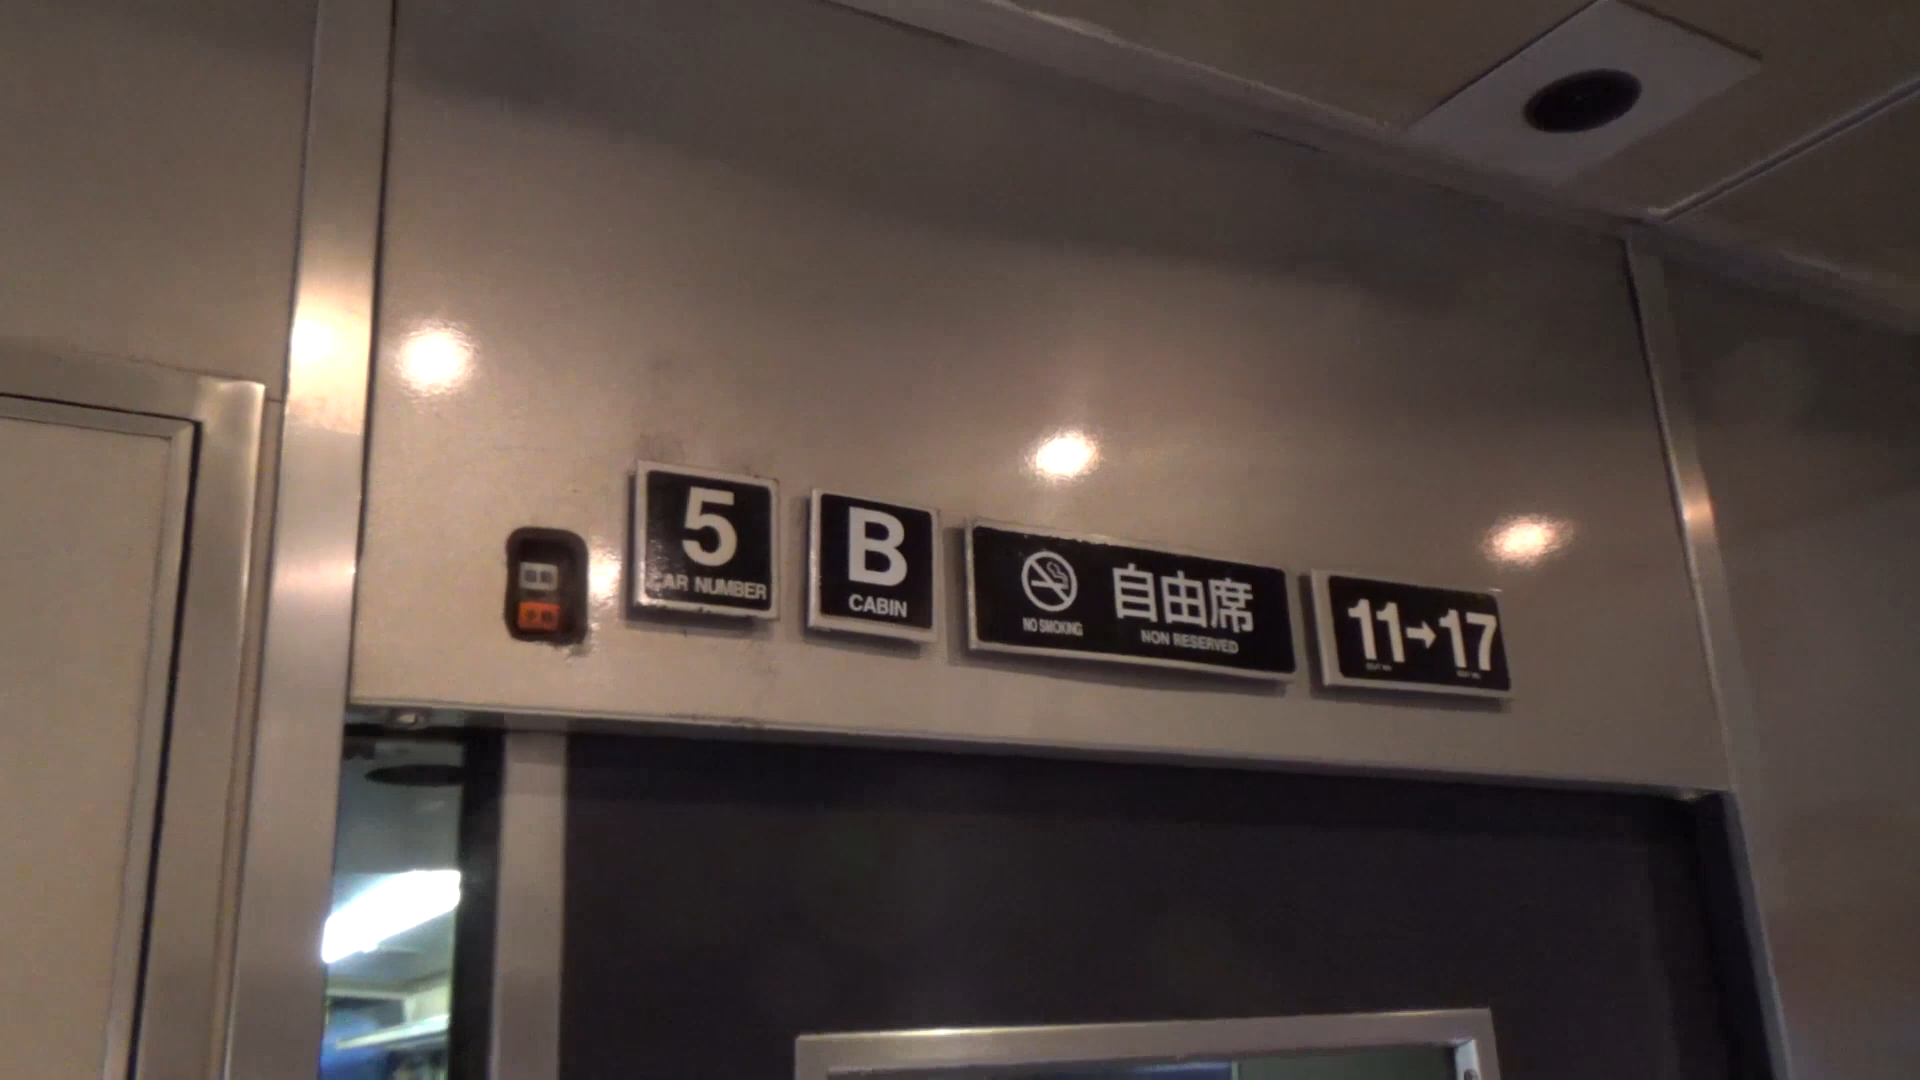 5
CAR NUMBER
B
CABIN
NO SMOKING
自由席
NON RESERVED
11→17